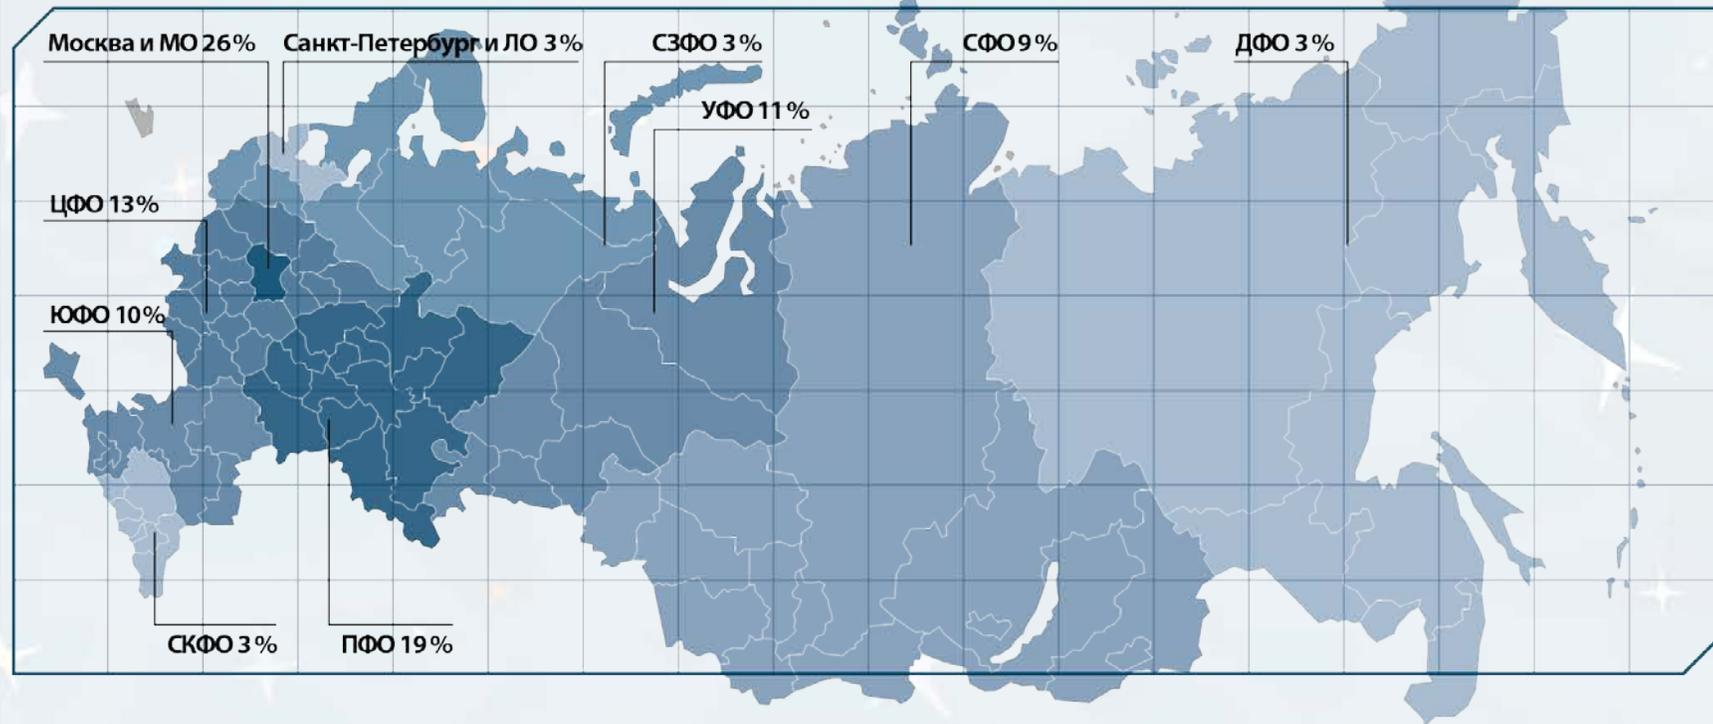 Москва и МО 26 %
Санкт-Петербург и ЛО 3 %
СЗФО 3 %
СФО 9 %
ДФО 3 %
УФО 11 %
ЦФО 13 %
ЮФО 10 %
СКФО 3 %
ПФО 19 %